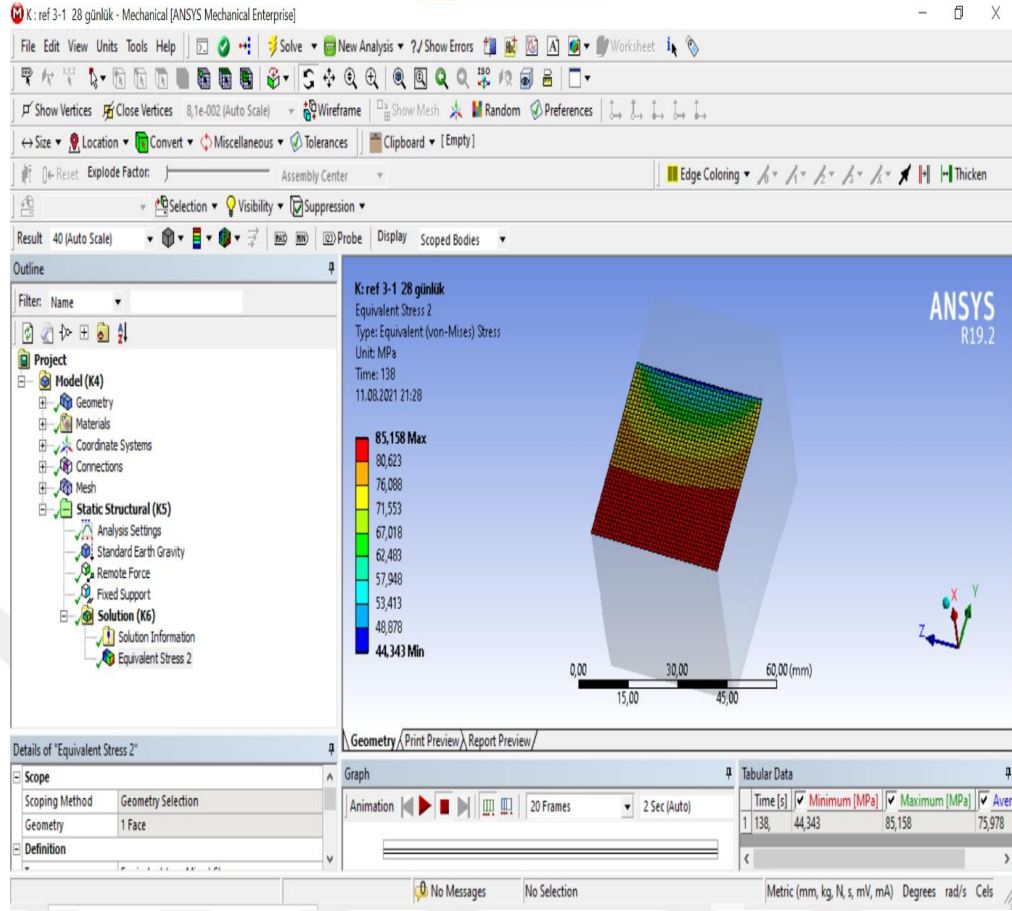 K : ref 3-1 28 günlük - Mechanical [ANSYS Mechanical Enterprise]
File Edit View Units Tools Help Solve New Analysis ?/ Show Errors Worksheet
Show Vertices Close Vertices 8,1e-002 (Auto Scale) Wireframe Show Mesh Random Preferences
Size Location Convert Miscellaneous Tolerances Clipboard [Empty]
Reset Explode Factor: Assembly Center Edge Coloring Thicken
Selection Visibility Suppression
Result 40 (Auto Scale) Probe Display Scoped Bodies
Outline
Filter: Name
Project
Model (K4)
Geometry
Materials
Coordinate Systems
Connections
Mesh
Static Structural (K5)
Analysis Settings
Standard Earth Gravity
Remote Force
Fixed Support
Solution (K6)
Solution Information
Equivalent Stress 2
K: ref 3-1 28 günlük
Equivalent Stress 2
Type: Equivalent (von-Mises) Stress
Unit: MPa
Time: 138
11.08.2021 21:28
85,158 Max
80,623
76,088
71,553
67,018
62,483
57,948
53,413
48,878
44,343 Min
ANSYS
R19.2
X
Y
Z
0,00 30,00 60,00 (mm)
15,00 45,00
Geometry Print Preview Report Preview
Details of "Equivalent Stress 2"
Scope
Scoping Method Geometry Selection
Geometry 1 Face
Definition
Graph
Animation 20 Frames 2 Sec (Auto)
Tabular Data
Time [s] Minimum [MPa] Maximum [MPa] Aver
1 138, 44,343 85,158 75,978
No Messages No Selection Metric (mm, kg, N, s, mV, mA) Degrees rad/s Cels